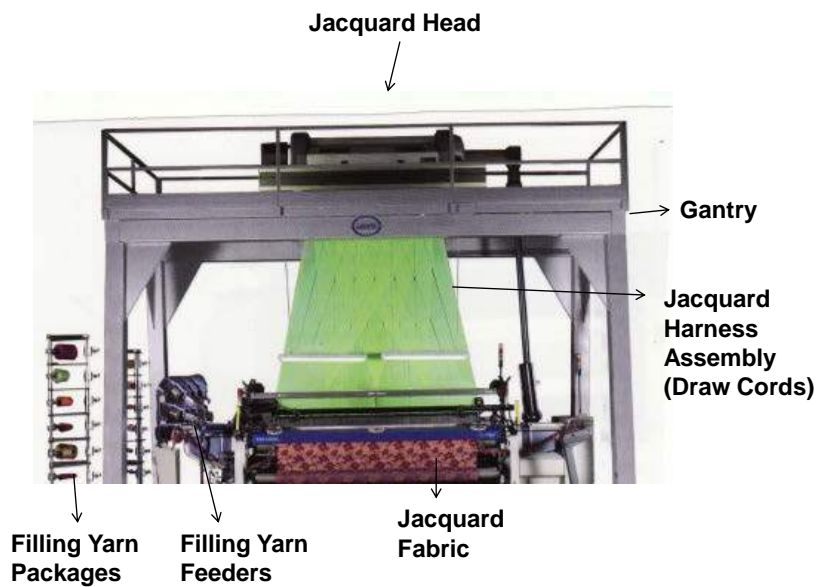 Jacquard Head
Gantry
Jacquard
Harness
Assembly
(Draw Cords)
Jacquard
Fabric
Filling Yarn
Packages
Filling Yarn
Feeders